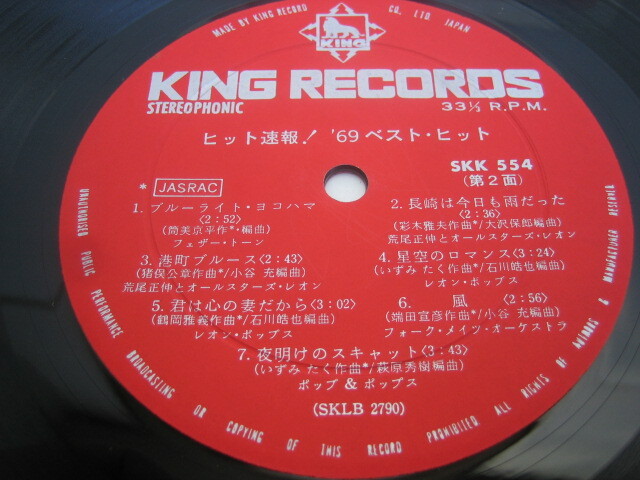 MADE BY KING RECORD CO., LTD. JAPAN
KING
KING RECORDS
STEREOPHONIC
33⅓ R.P.M.
ヒット速報! '69ベスト・ヒット
SKK 554
(第2面)
* JASRAC
1. ブルーライト・ヨコハマ
〈2:52〉
(筒美京平作*・編曲)
フェザー・トーン
2. 長崎は今日も雨だった
〈2:36〉
(彩木雅夫作曲*/大沢保郎編曲)
荒尾正伸とオールスターズ・レオン
3. 港町ブルース〈2:43〉
(猪俣公章作曲*/小谷 充編曲)
荒尾正伸とオールスターズ・レオン
4. 星空のロマンス〈3:24〉
(いずみたく作曲*/石川皓也編曲)
レオン・ポップス
5. 君は心の妻だから〈3:02〉
(鶴岡雅義作曲*/石川皓也編曲)
レオン・ポップス
6. 風 〈2:56〉
(端田宣彦作曲*/小谷 充編曲)
フォーク・メイツ・オーケストラ
7. 夜明けのスキャット〈3:43〉
(いずみたく作曲*/萩原秀樹編曲)
ポップ&ポップス
(SKLB 2790)
UNAUTHORISED PUBLIC PERFORMANCE BROADCASTING OR COPYING OF THIS RECORD PROHIBITED. ALL RIGHTS OF RECORDS & MANUFACTURER RESERVED